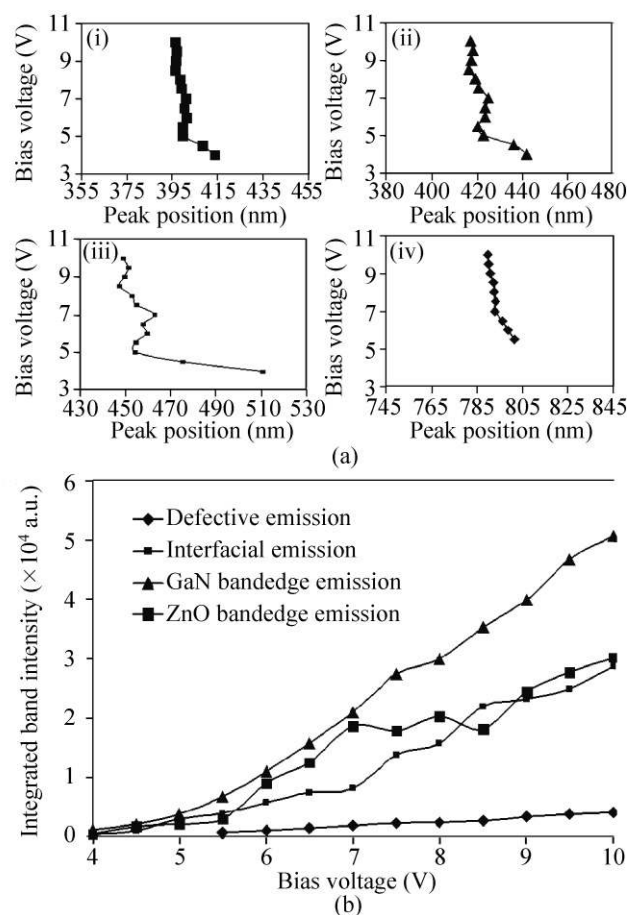 (i)
Bias voltage (V)
11
9
7
5
3
355 375 395 415 435 455
Peak position (nm)
(ii)
Bias voltage (V)
11
9
7
5
3
380 400 420 440 460 480
Peak position (nm)
(iii)
Bias voltage (V)
11
9
7
5
3
430 450 470 490 510 530
Peak position (nm)
(iv)
Bias voltage (V)
11
9
7
5
3
745 765 785 805 825 845
Peak position (nm)
(a)
Integrated band intensity (×10⁴ a.u.)
6
5
4
3
2
1
0
Defective emission
Interfacial emission
GaN bandedge emission
ZnO bandedge emission
4 5 6 7 8 9 10
Bias voltage (V)
(b)